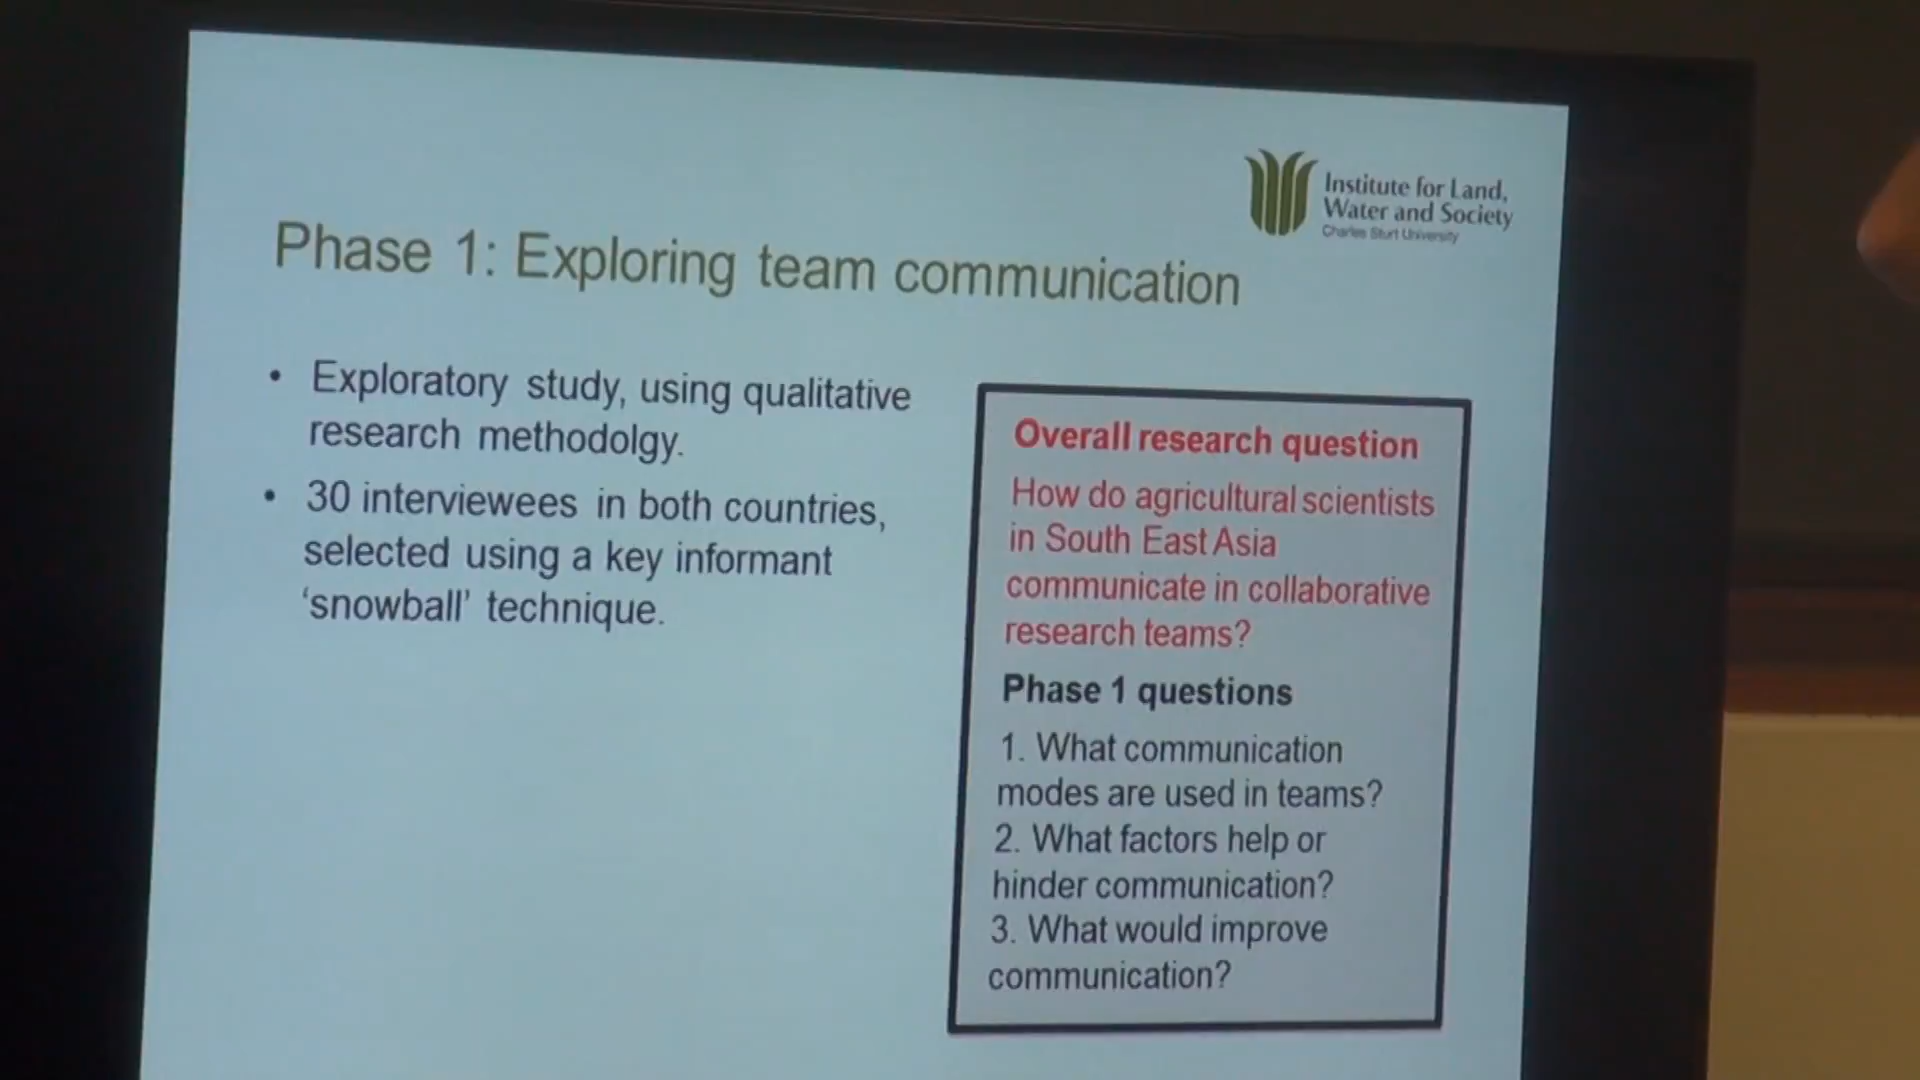 Institute for Land,
Water and Society
Charles Sturt University
Phase 1: Exploring team communication
• Exploratory study, using qualitative
research methodolgy.
• 30 interviewees in both countries,
selected using a key informant
‘snowball’ technique.
Overall research question
How do agricultural scientists
in South East Asia
communicate in collaborative
research teams?
Phase 1 questions
1. What communication
modes are used in teams?
2. What factors help or
hinder communication?
3. What would improve
communication?